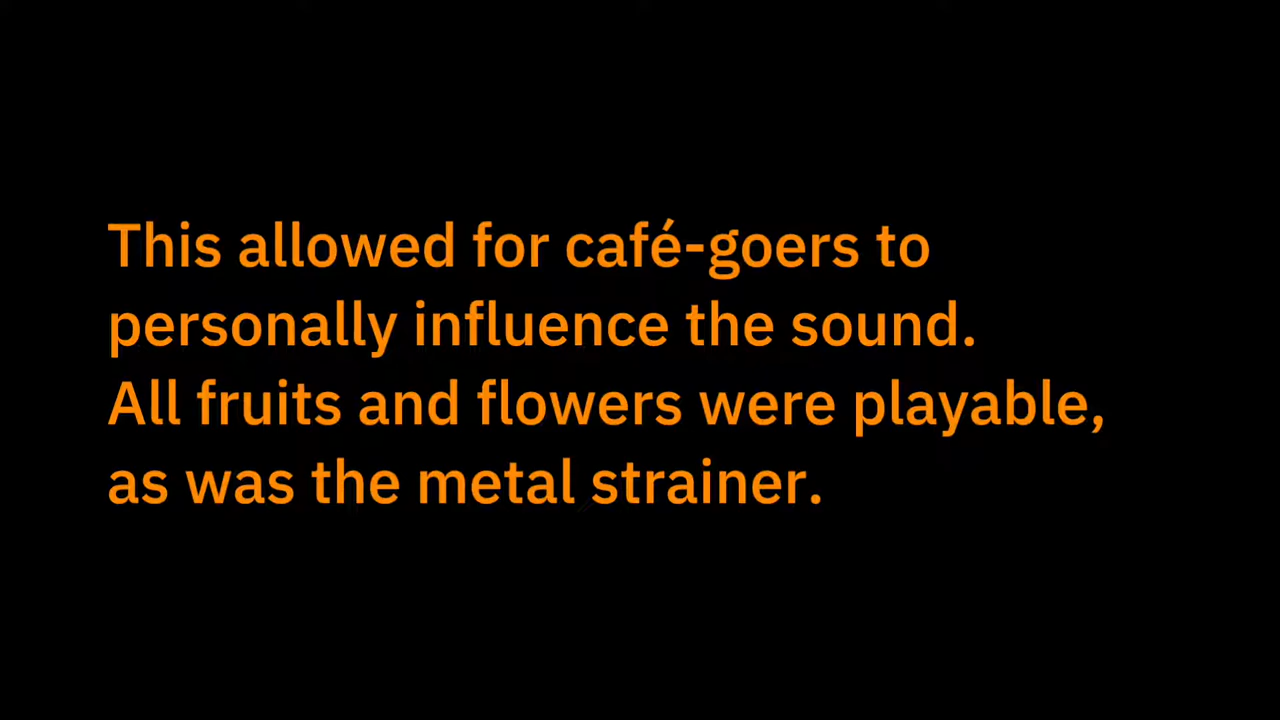 This allowed for café-goers to
personally influence the sound.
All fruits and flowers were playable,
as was the metal strainer.